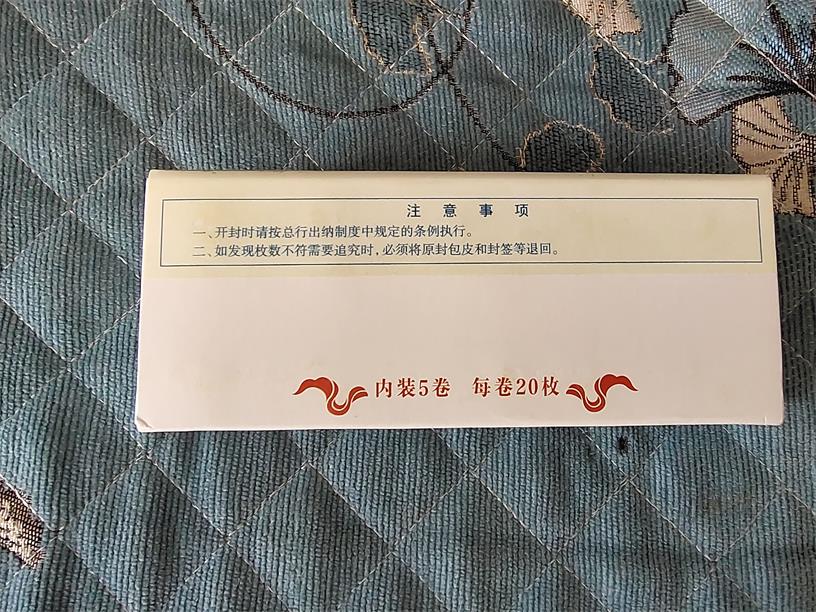 注意事项
一、开封时请按总行出纳制度中规定的条例执行。
二、如发现枚数不符需要追究时，必须将原封包皮和封签等退回。
内装5卷 每卷20枚